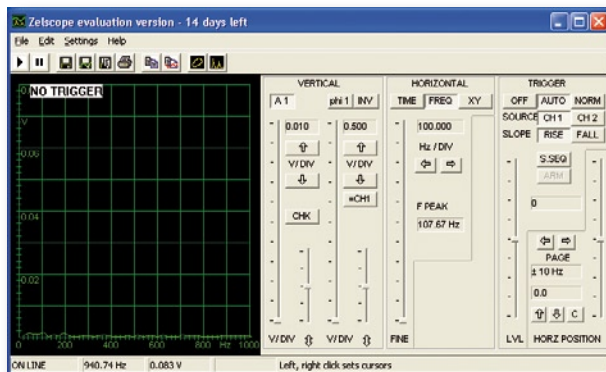 Zelscope evaluation version - 14 days left
File Edit Settings Help
NO TRIGGER
V
0.06
0.04
0.02
0 200 400 600 800 Hz 1000
VERTICAL
A 1 phi 1 INV
0.010 0.500
V/DIV V/DIV
CHK =CH1
V/DIV V/DIV
HORIZONTAL
TIME FREQ XY
100.000
Hz / DIV
F PEAK
107.67 Hz
FINE
TRIGGER
OFF AUTO NORM
SOURCE CH 1 CH 2
SLOPE RISE FALL
S.SEQ
ARM
0
PAGE
± 10 Hz
0.0
C
LVL HORZ POSITION
ON LINE 940.74 Hz 0.083 V Left, right click sets cursors